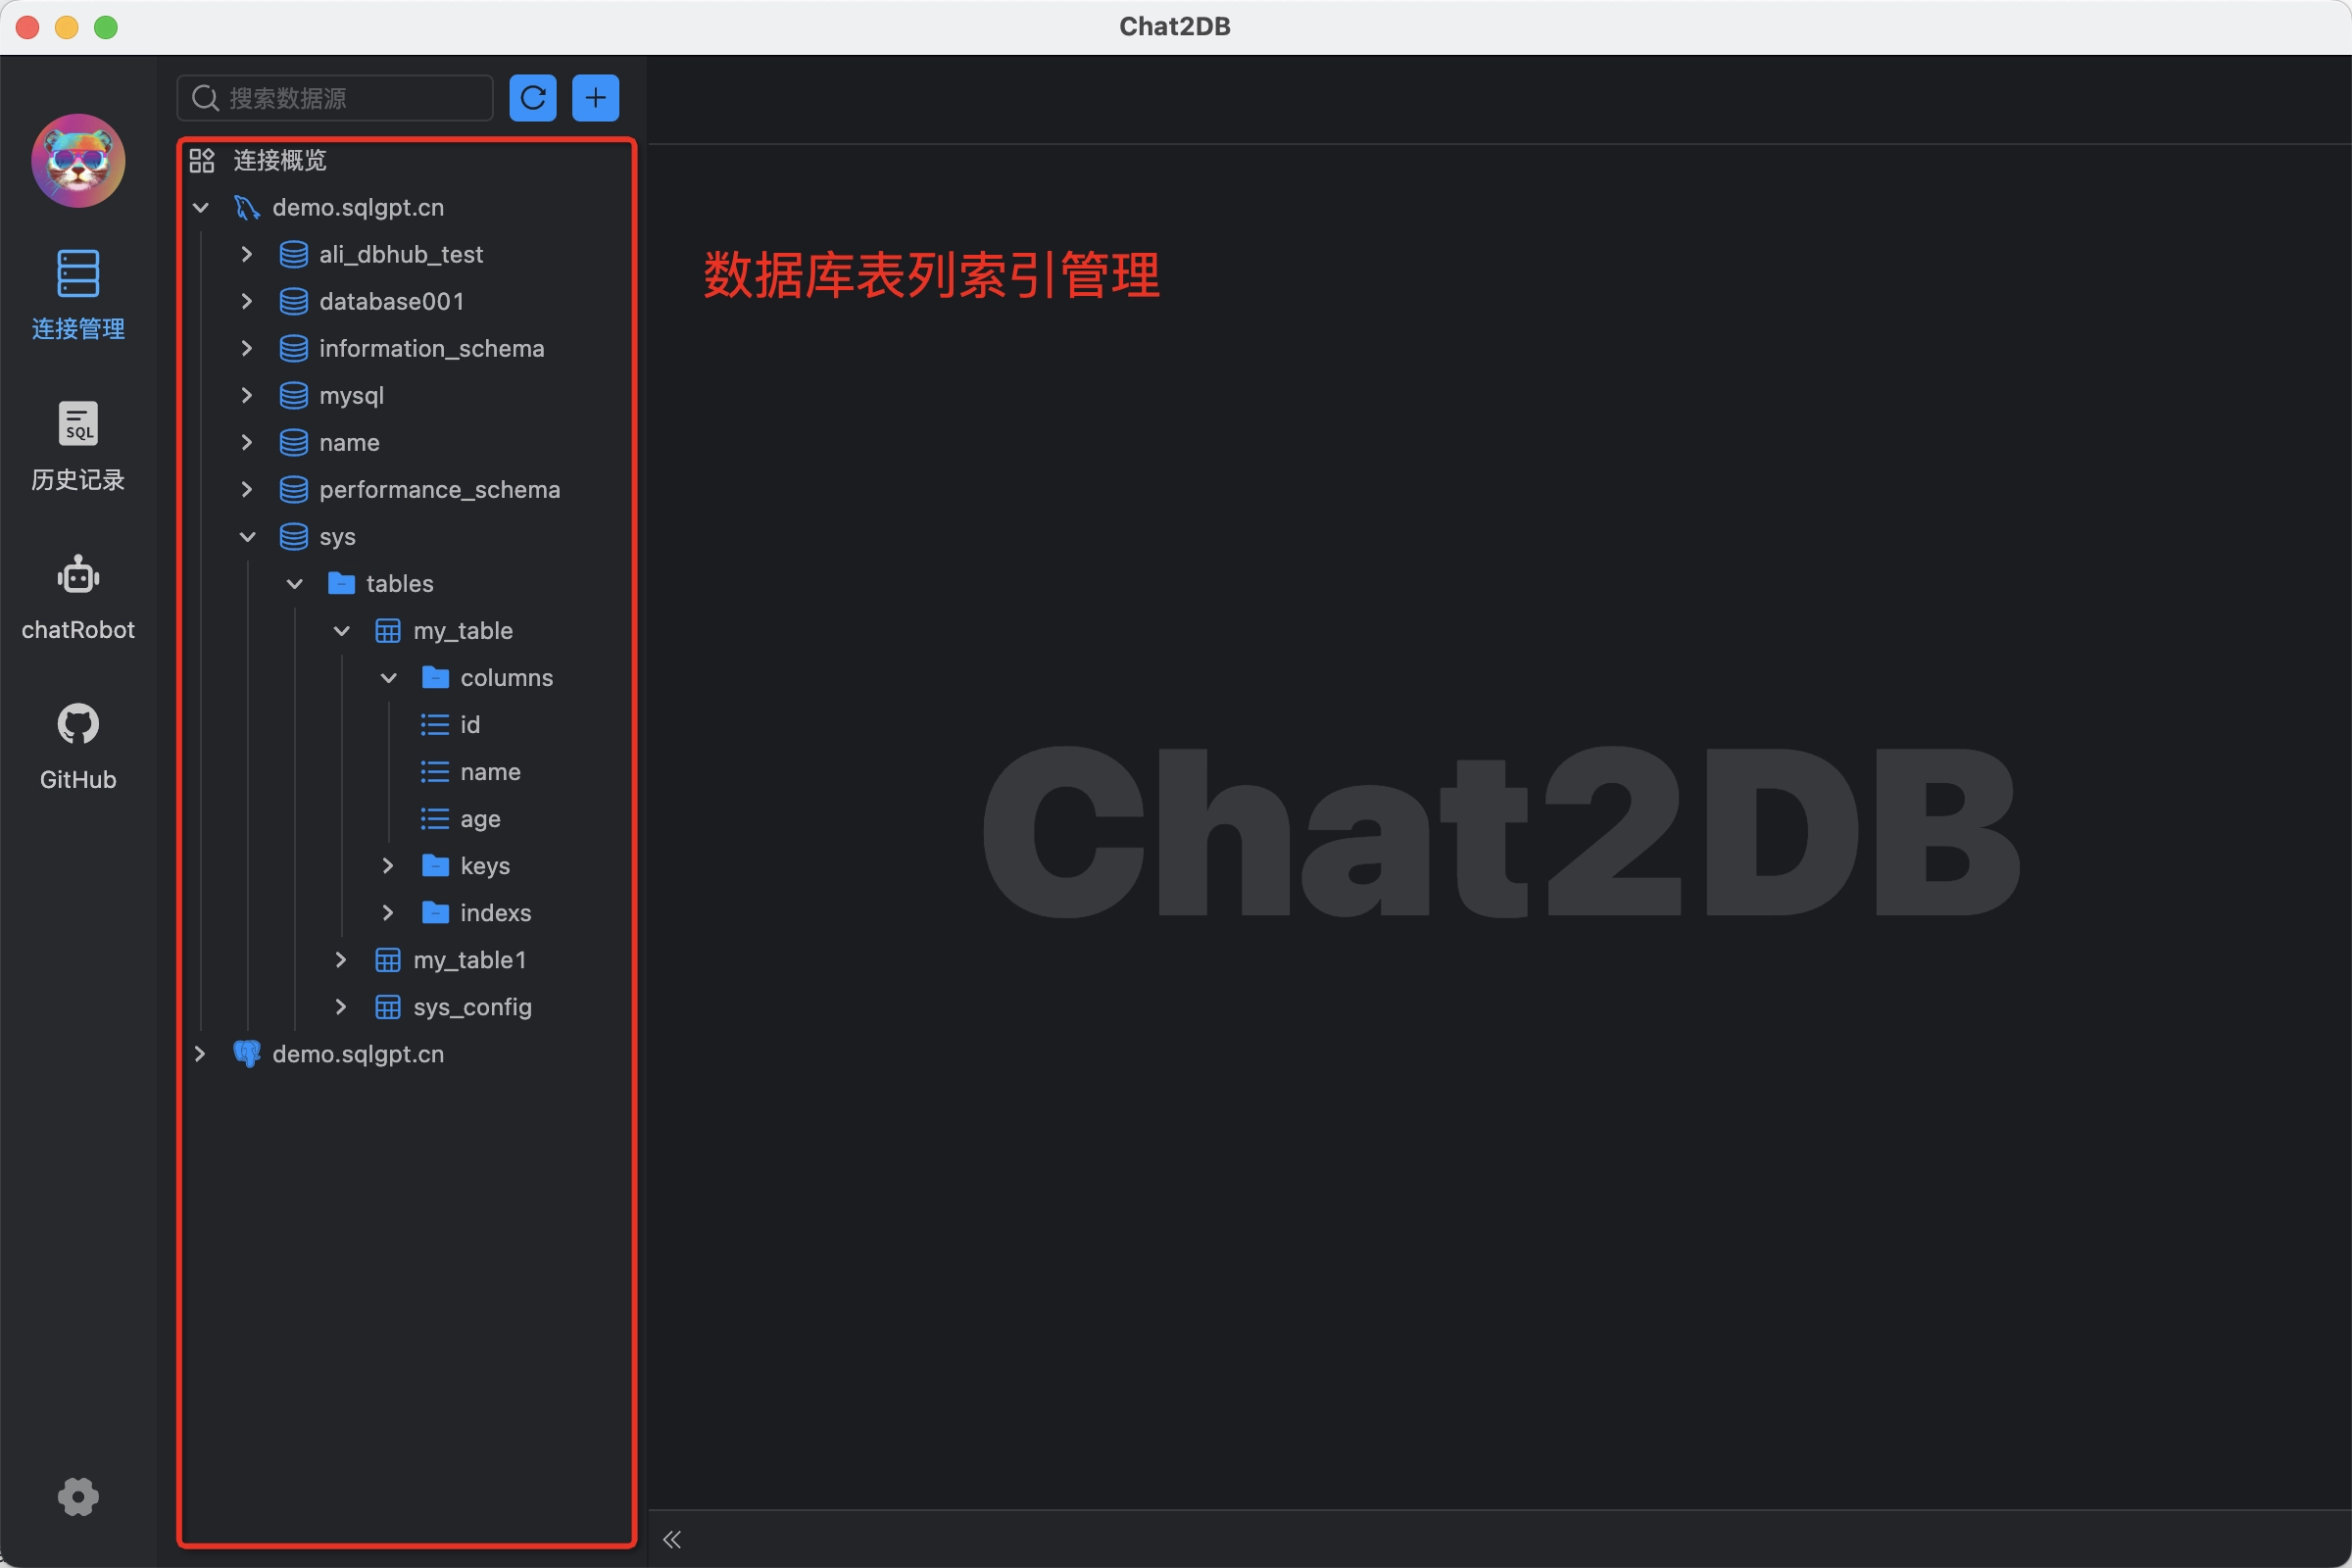 Chat2DB
搜索数据源
连接概览
demo.sqlgpt.cn
ali_dbhub_test
database001
information_schema
mysql
name
performance_schema
sys
tables
my_table
columns
id
name
age
keys
indexs
my_table1
sys_config
demo.sqlgpt.cn
连接管理
SQL
历史记录
chatRobot
GitHub
数据库表列索引管理
Chat2DB